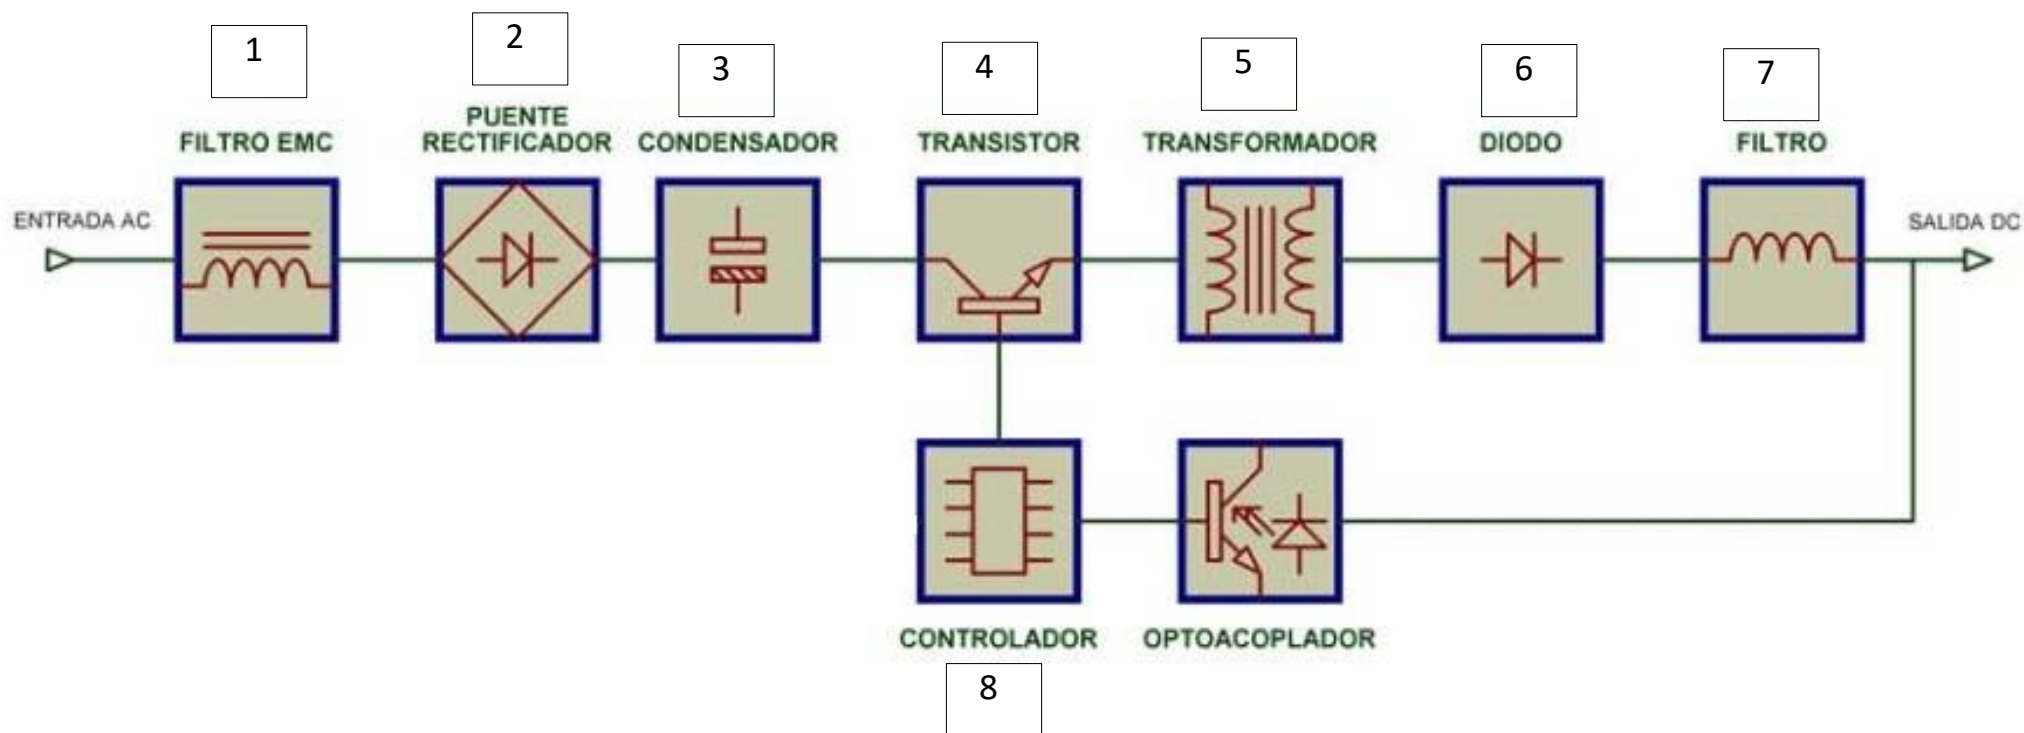 1
2
3
4
5
6
7
FILTRO EMC
PUENTE
RECTIFICADOR
CONDENSADOR
TRANSISTOR
TRANSFORMADOR
DIODO
FILTRO
ENTRADA AC
SALIDA DC
CONTROLADOR
OPTOACOPLADOR
8